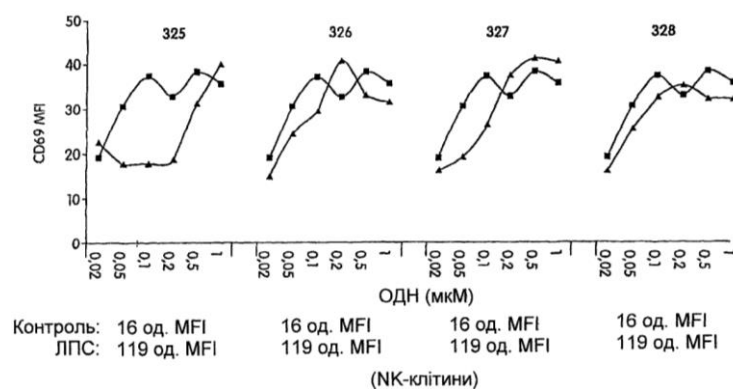 325 326 327 328
50
40
30
20
10
0
CD69 MFI
0,02 0,05 0,1 0,2 0,5 1 0,02 0,05 0,1 0,2 0,5 1 0,02 0,05 0,1 0,2 0,5 1 0,02 0,05 0,1 0,2 0,5 1
ОДН (мкМ)
Контроль: 16 од. MFI 16 од. MFI 16 од. MFI 16 од. MFI
ЛПС: 119 од. MFI 119 од. MFI 119 од. MFI 119 од. MFI
(NK-клітини)